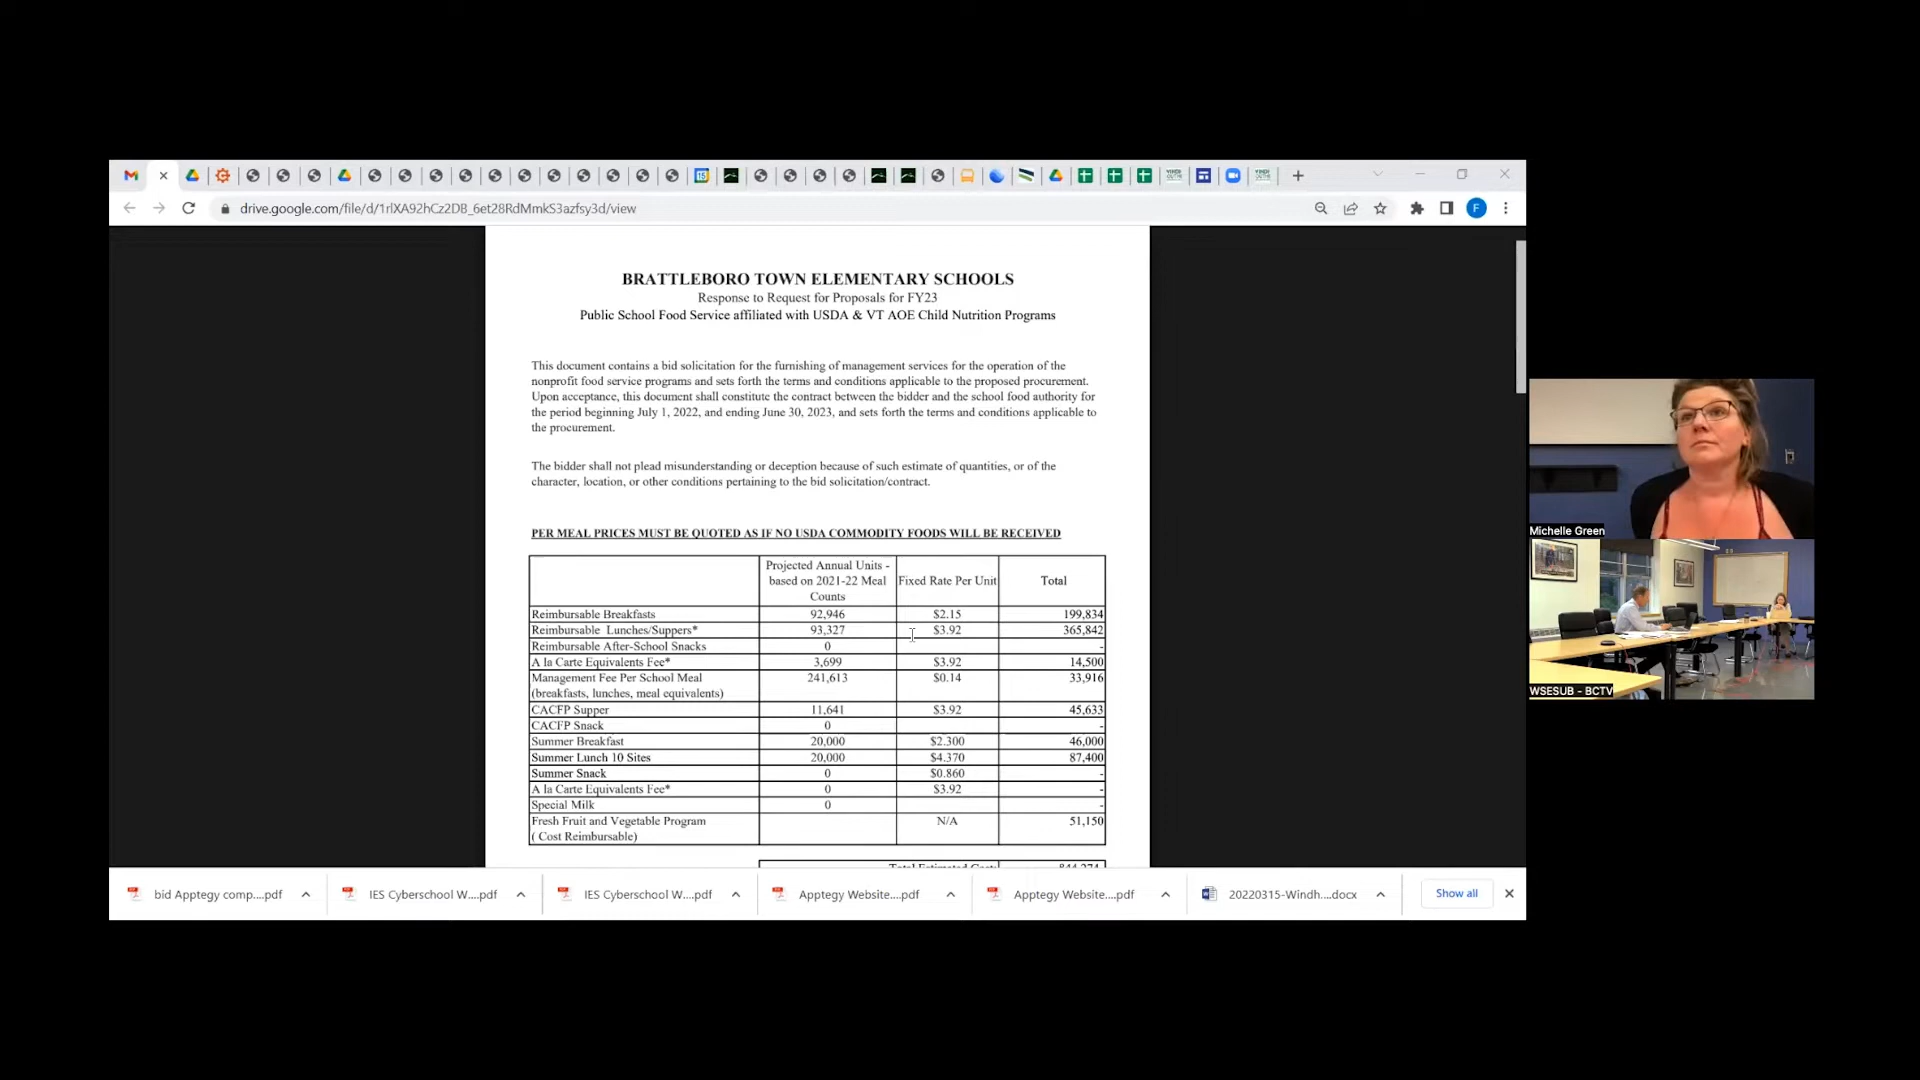 drive.google.com/file/d/1rlXA92hCz2DB_6et28RdMmkS3azfsy3d/view
F
BRATTLEBORO TOWN ELEMENTARY SCHOOLS
Response to Request for Proposals for FY23
Public School Food Service affiliated with USDA & VT AOE Child Nutrition Programs
This document contains a bid solicitation for the furnishing of management services for the operation of the
nonprofit food service programs and sets forth the terms and conditions applicable to the proposed procurement.
Upon acceptance, this document shall constitute the contract between the bidder and the school food authority for
the period beginning July 1, 2022, and ending June 30, 2023, and sets forth the terms and conditions applicable to
the procurement.
The bidder shall not plead misunderstanding or deception because of such estimate of quantities, or of the
character, location, or other conditions pertaining to the bid solicitation/contract.
PER MEAL PRICES MUST BE QUOTED AS IF NO USDA COMMODITY FOODS WILL BE RECEIVED
Projected Annual Units -
based on 2021-22 Meal Fixed Rate Per Unit Total
Counts
Reimbursable Breakfasts 92,946 $2.15 199,834
Reimbursable Lunches/Suppers* 93,327 $3.92 365,842
Reimbursable After-School Snacks 0 -
A la Carte Equivalents Fee* 3,699 $3.92 14,500
Management Fee Per School Meal 241,613 $0.14 33,916
(breakfasts, lunches, meal equivalents)
CACFP Supper 11,641 $3.92 45,633
CACFP Snack 0 -
Summer Breakfast 20,000 $2.300 46,000
Summer Lunch 10 Sites 20,000 $4.370 87,400
Summer Snack 0 $0.860 -
A la Carte Equivalents Fee* 0 $3.92 -
Special Milk 0 -
Fresh Fruit and Vegetable Program N/A 51,150
( Cost Reimbursable)
Total Estimated Costs 844,274
Michelle Green
WSESUB - BCTV
bid Apptegy comp....pdf IES Cyberschool W....pdf IES Cyberschool W....pdf Apptegy Website....pdf Apptegy Website....pdf 20220315-Windh....docx Show all